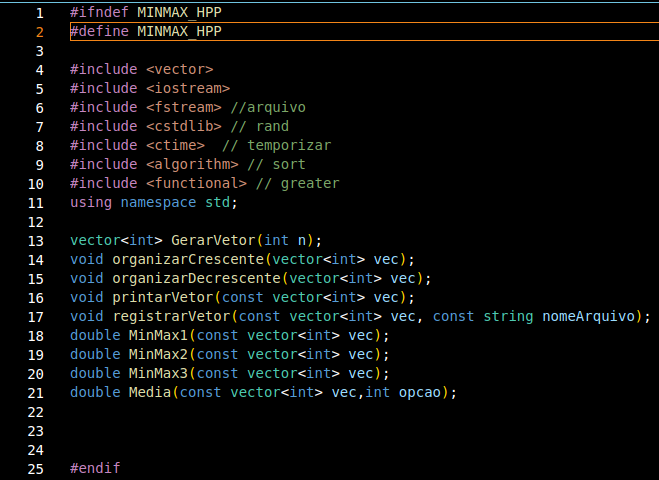 1 #ifndef MINMAX_HPP
2 #define MINMAX_HPP
3
4 #include <vector>
5 #include <iostream>
6 #include <fstream> //arquivo
7 #include <cstdlib> // rand
8 #include <ctime>  // temporizar
9 #include <algorithm> // sort
10 #include <functional> // greater
11 using namespace std;
12
13 vector<int> GerarVetor(int n);
14 void organizarCrescente(vector<int> vec);
15 void organizarDecrescente(vector<int> vec);
16 void printarVetor(const vector<int> vec);
17 void registrarVetor(const vector<int> vec, const string nomeArquivo);
18 double MinMax1(const vector<int> vec);
19 double MinMax2(const vector<int> vec);
20 double MinMax3(const vector<int> vec);
21 double Media(const vector<int> vec,int opcao);
22
23
24
25 #endif